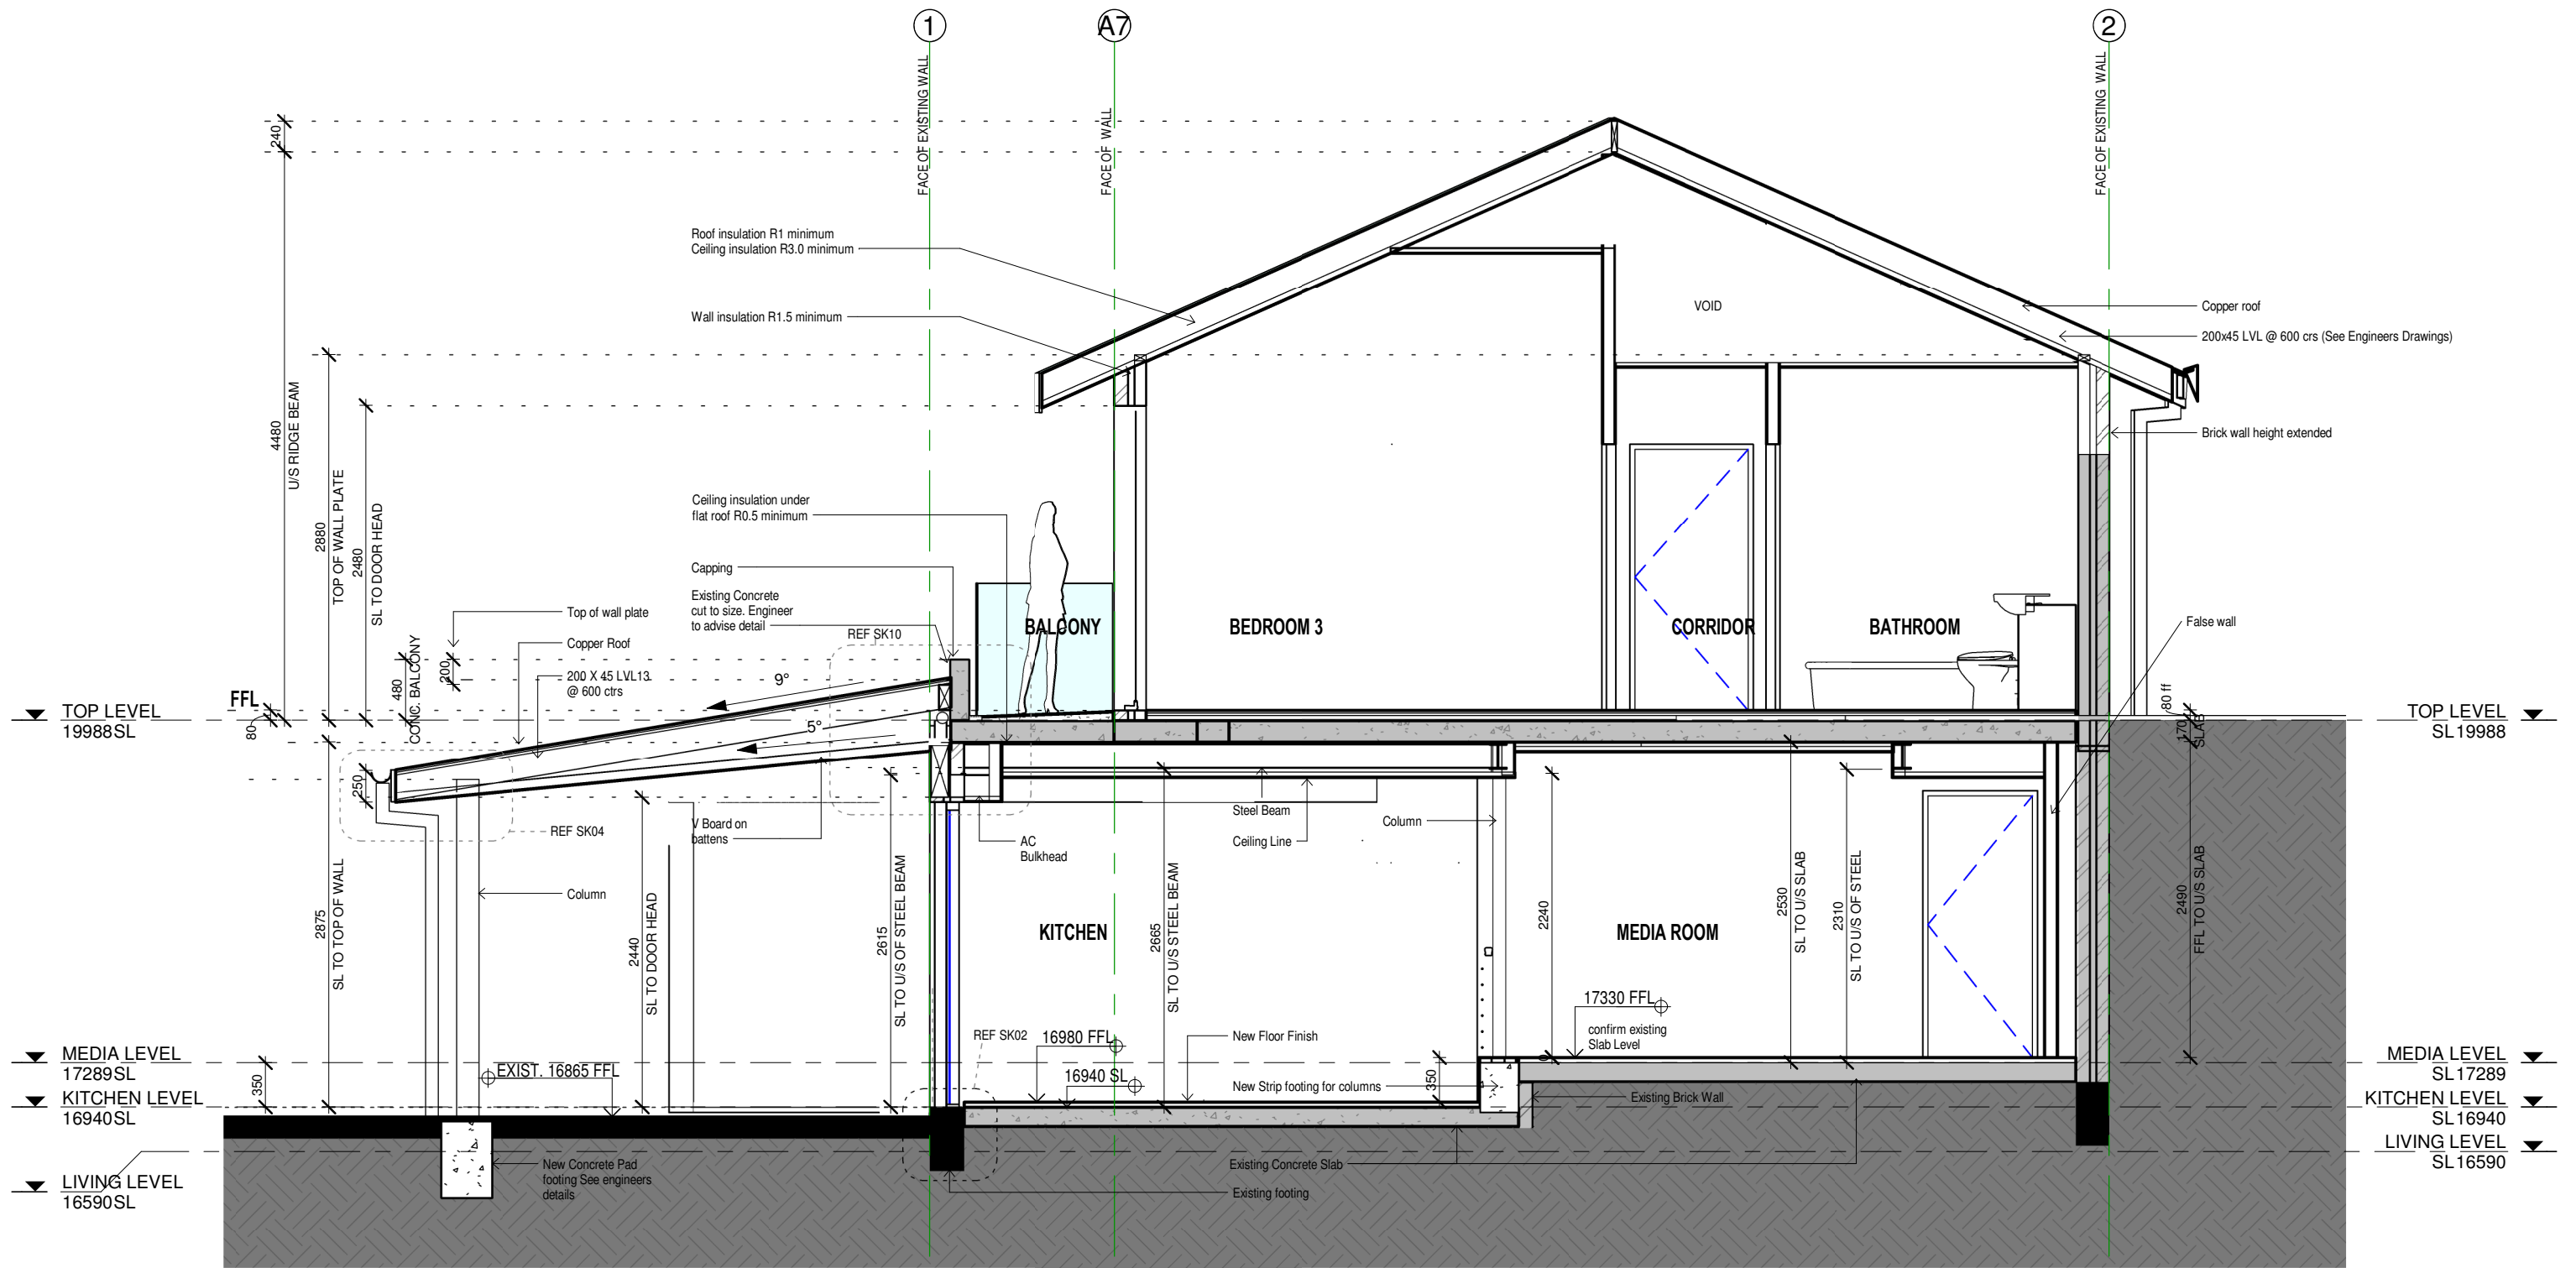 1
A7
2
FACE OF EXISTING WALL
FACE OF WALL
FACE OF EXISTING WALL
240
4480
U/S RIDGE BEAM
2880
TOP OF WALL PLATE
2480
SL TO DOOR HEAD
Roof insulation R1 minimum
Ceiling insulation R3.0 minimum
Wall insulation R1.5 minimum
VOID
Copper roof
200x45 LVL @ 600 crs (See Engineers Drawings)
Brick wall height extended
Ceiling insulation under
flat roof R0.5 minimum
Capping
Existing Concrete
cut to size. Engineer
to advise detail
REF SK10
Top of wall plate
Copper Roof
200 X 45 LVL13
@ 600 ctrs
480
CONC. BALCONY
200
9°
5°
BALCONY
BEDROOM 3
CORRIDOR
BATHROOM
False wall
FFL
80
TOP LEVEL
19988SL
TOP LEVEL
SL19988
80 ff
170
SLAB
250
REF SK04
V Board on
battens
AC
Bulkhead
Steel Beam
Ceiling Line
Column
Column
2875
SL TO TOP OF WALL
2440
SL TO DOOR HEAD
2615
SL TO U/S OF STEEL BEAM
KITCHEN
2665
SL TO U/S STEEL BEAM
2240
MEDIA ROOM
2530
SL TO U/S SLAB
2310
SL TO U/S OF STEEL
2490
FFL TO U/S SLAB
17330 FFL
confirm existing
Slab Level
REF SK02
16980 FFL
New Floor Finish
0
MEDIA LEVEL
17289SL
MEDIA LEVEL
SL17289
350
EXIST. 16865 FFL
16940 SL
New Strip footing for columns
350
Existing Brick Wall
KITCHEN LEVEL
16940SL
KITCHEN LEVEL
SL16940
LIVING LEVEL
16590SL
LIVING LEVEL
SL16590
New Concrete Pad
footing See engineers
details
Existing Concrete Slab
Existing footing